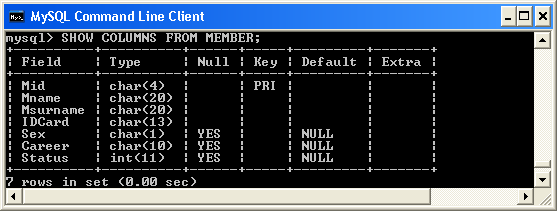 MySQL Command Line Client
mysql> SHOW COLUMNS FROM MEMBER;
+----------+----------+------+-----+---------+-------+
| Field    | Type     | Null | Key | Default | Extra |
+----------+----------+------+-----+---------+-------+
| Mid      | char(4)  |      | PRI |         |       |
| Mname    | char(20) |      |     |         |       |
| Msurname | char(20) |      |     |         |       |
| IDCard   | char(13) |      |     |         |       |
| Sex      | char(1)  | YES  |     | NULL    |       |
| Career   | char(10) | YES  |     | NULL    |       |
| Status   | int(11)  | YES  |     | NULL    |       |
+----------+----------+------+-----+---------+-------+
7 rows in set (0.00 sec)